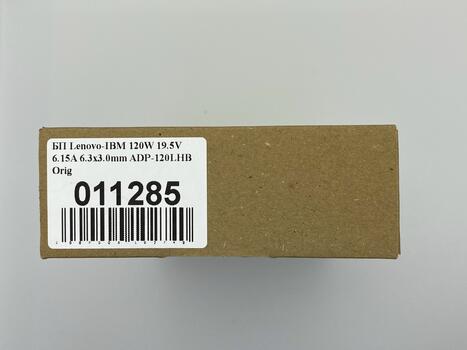 БП Lenovo-IBM 120W 19.5V
6.15A 6.3x3.0mm ADP-120LHB
Orig
011285